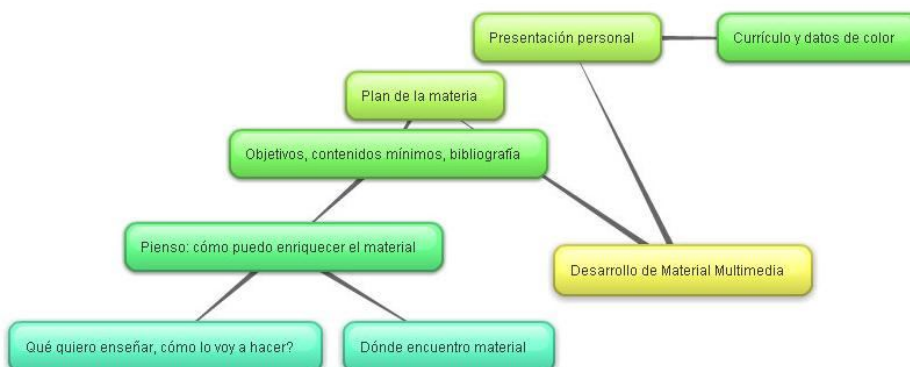 Presentación personal
Currículo y datos de color
Plan de la materia
Objetivos, contenidos mínimos, bibliografía
Pienso: cómo puedo enriquecer el material
Desarrollo de Material Multimedia
Qué quiero enseñar, cómo lo voy a hacer?
Dónde encuentro material